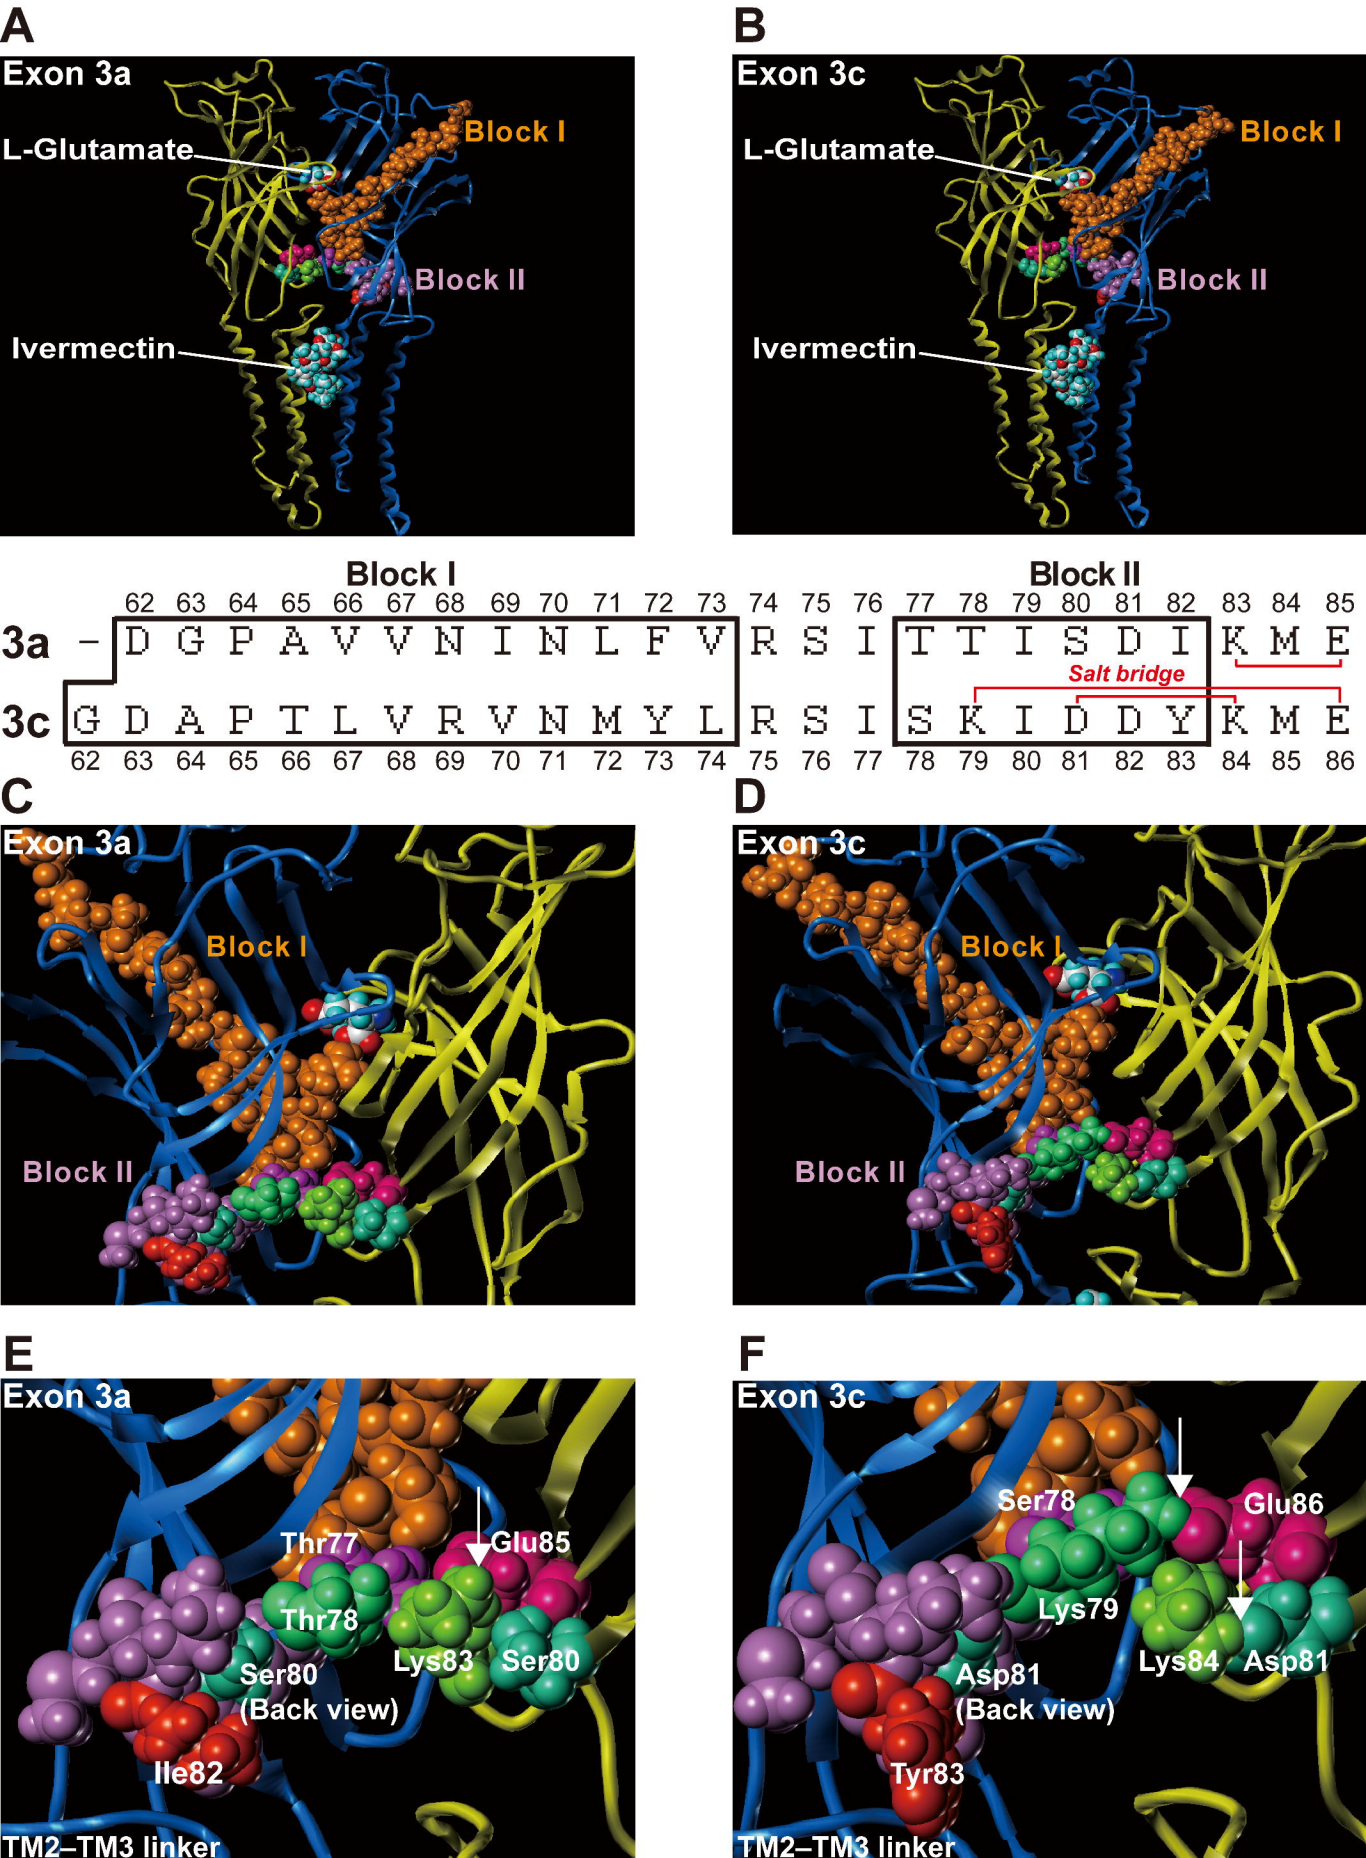 A
Exon 3a
L-Glutamate
Block I
Block II
Ivermectin
B
Exon 3c
L-Glutamate
Block I
Block II
Ivermectin
Block I Block II
62 63 64 65 66 67 68 69 70 71 72 73 74 75 76 77 78 79 80 81 82 83 84 85
3a – D G P A V V N I N L F V R S I T T I S D I K M E
Salt bridge
3c G D A P T L V R V N M Y L R S I S K I D D Y K M E
62 63 64 65 66 67 68 69 70 71 72 73 74 75 76 77 78 79 80 81 82 83 84 85 86
C
Exon 3a
Block I
Block II
D
Exon 3c
Block I
Block II
E
Exon 3a
Thr77
Glu85
Thr78
Lys83
Ser80
Ser80
(Back view)
Ile82
TM2–TM3 linker
F
Exon 3c
Ser78
Glu86
Lys79
Lys84
Asp81
Asp81
(Back view)
Tyr83
TM2–TM3 linker